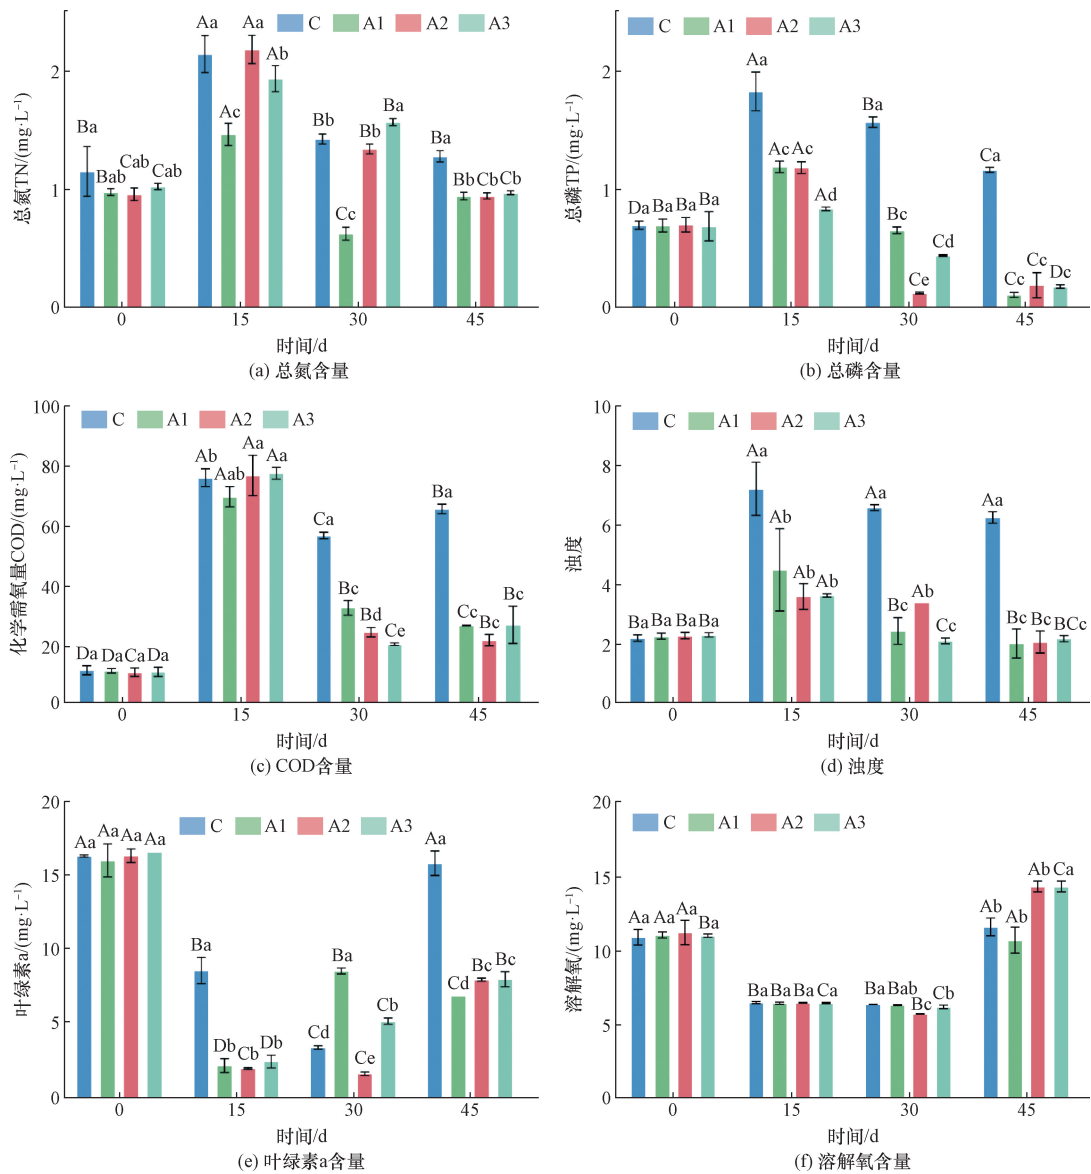 C A1 A2 A3
总氮TN/(mg·L⁻¹)
2
1
0
Ba Bab Cab Cab
Aa Ac Aa Ab
Bb Cc Bb Ba
Ba Bb Cb Cb
0 15 30 45
时间/d
(a) 总氮含量
C A1 A2 A3
总磷TP/(mg·L⁻¹)
2
1
0
Da Ba Ba Ba
Aa Ac Ac Ad
Ba Bc Ce Cd
Ca Cc Cc Dc
0 15 30 45
时间/d
(b) 总磷含量
C A1 A2 A3
化学需氧量COD/(mg·L⁻¹)
100
80
60
40
20
0
Da Da Ca Da
Ab Aab Aa Aa
Ca Bc Bd Ce
Ba Cc Bc Bc
0 15 30 45
时间/d
(c) COD含量
C A1 A2 A3
浊度
10
8
6
4
2
0
Ba Ba Ba Ba
Aa Ab Ab Ab
Aa Bc Ab Cc
Aa Bc Bc BCc
0 15 30 45
时间/d
(d) 浊度
C A1 A2 A3
叶绿素a/(mg·L⁻¹)
20
15
10
5
0
Aa Aa Aa Aa
Ba Db Cb Db
Cd Ba Ce Cb
Aa Cd Bc Bc
0 15 30 45
时间/d
(e) 叶绿素a含量
C A1 A2 A3
溶解氧/(mg·L⁻¹)
20
15
10
5
0
Aa Aa Aa Ba
Ba Ba Ba Ca
Ba Bab Bc Cb
Ab Ab Ab Ca
0 15 30 45
时间/d
(f) 溶解氧含量